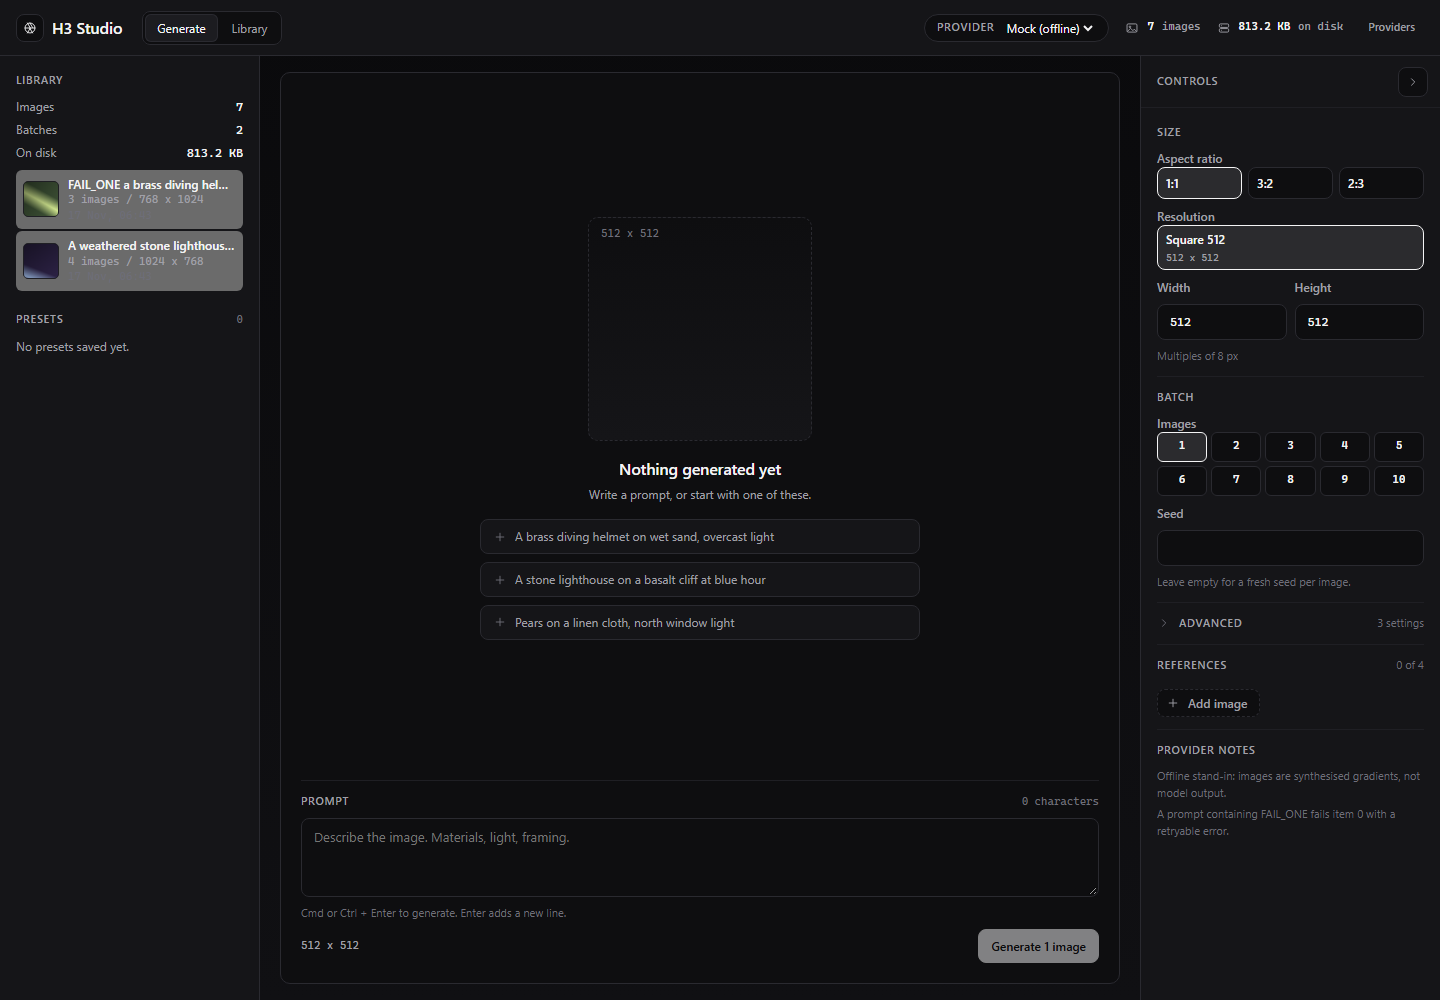 H3 Studio
Generate
Library
PROVIDER
Mock (offline)
7 images
813.2 KB on disk
Providers
LIBRARY
Images 7
Batches 2
On disk 813.2 KB
FAIL_ONE a brass diving hel...
3 images / 768 x 1024
A weathered stone lighthous...
4 images / 1024 x 768
PRESETS 0
No presets saved yet.
512 x 512
Nothing generated yet
Write a prompt, or start with one of these.
+ A brass diving helmet on wet sand, overcast light
+ A stone lighthouse on a basalt cliff at blue hour
+ Pears on a linen cloth, north window light
PROMPT 0 characters
Describe the image. Materials, light, framing.
Cmd or Ctrl + Enter to generate. Enter adds a new line.
512 x 512
Generate 1 image
CONTROLS
SIZE
Aspect ratio
1:1 3:2 2:3
Resolution
Square 512
512 x 512
Width Height
512 512
Multiples of 8 px
BATCH
Images
1 2 3 4 5
6 7 8 9 10
Seed
Leave empty for a fresh seed per image.
ADVANCED 3 settings
REFERENCES 0 of 4
+ Add image
PROVIDER NOTES
Offline stand-in: images are synthesised gradients, not
model output.
A prompt containing FAIL_ONE fails item 0 with a
retryable error.